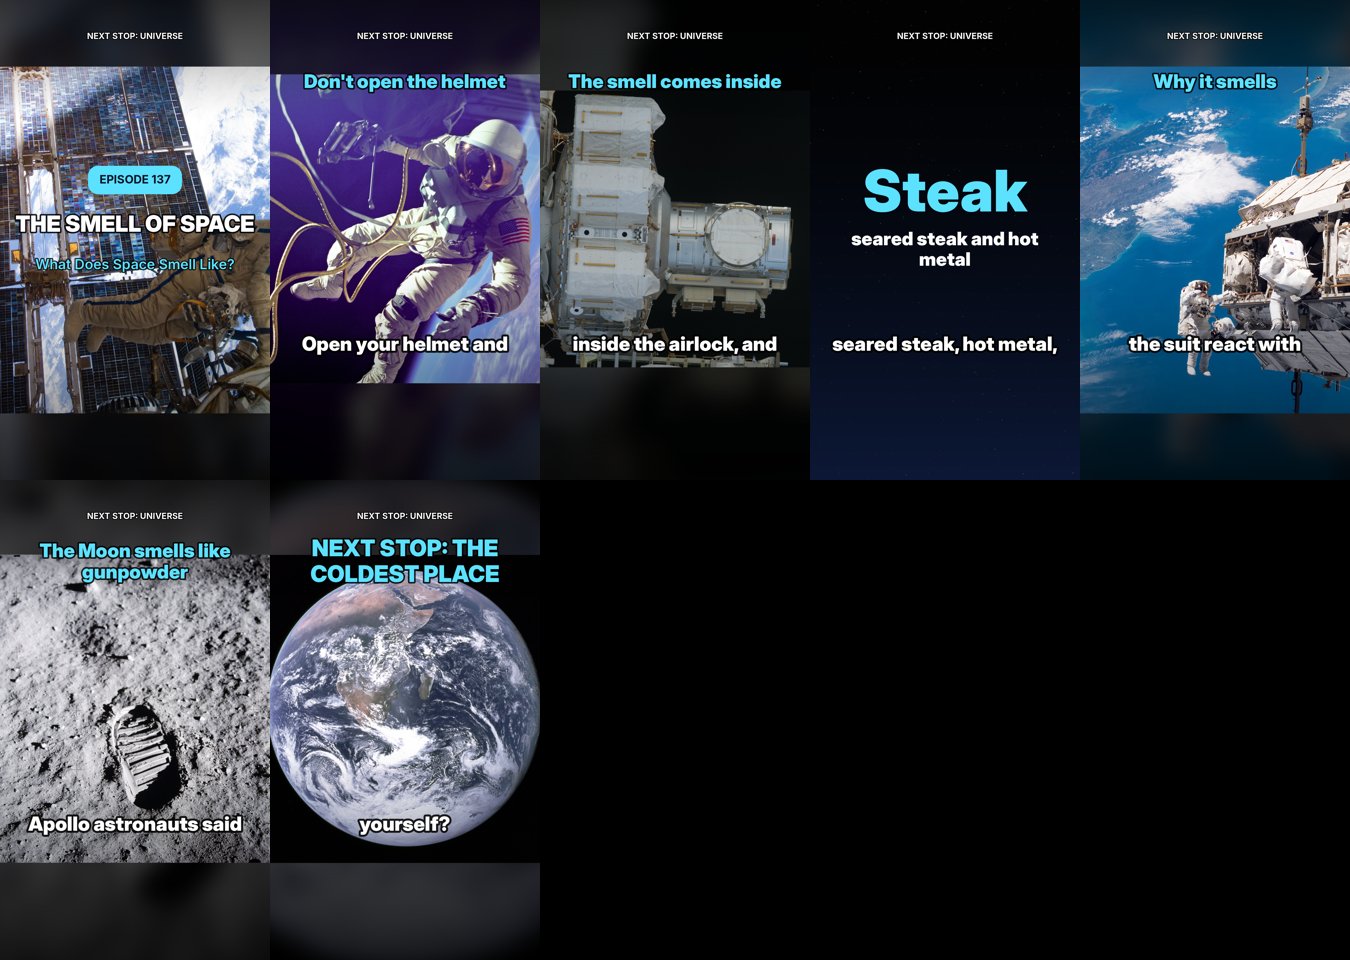 NEXT STOP: UNIVERSE
EPISODE 137
THE SMELL OF SPACE
What Does Space Smell Like?
NEXT STOP: UNIVERSE
Don't open the helmet
Open your helmet and
NEXT STOP: UNIVERSE
The smell comes inside
inside the airlock, and
NEXT STOP: UNIVERSE
Steak
seared steak and hot
metal
seared steak, hot metal,
NEXT STOP: UNIVERSE
Why it smells
the suit react with
NEXT STOP: UNIVERSE
The Moon smells like
gunpowder
Apollo astronauts said
NEXT STOP: UNIVERSE
NEXT STOP: THE
COLDEST PLACE
yourself?